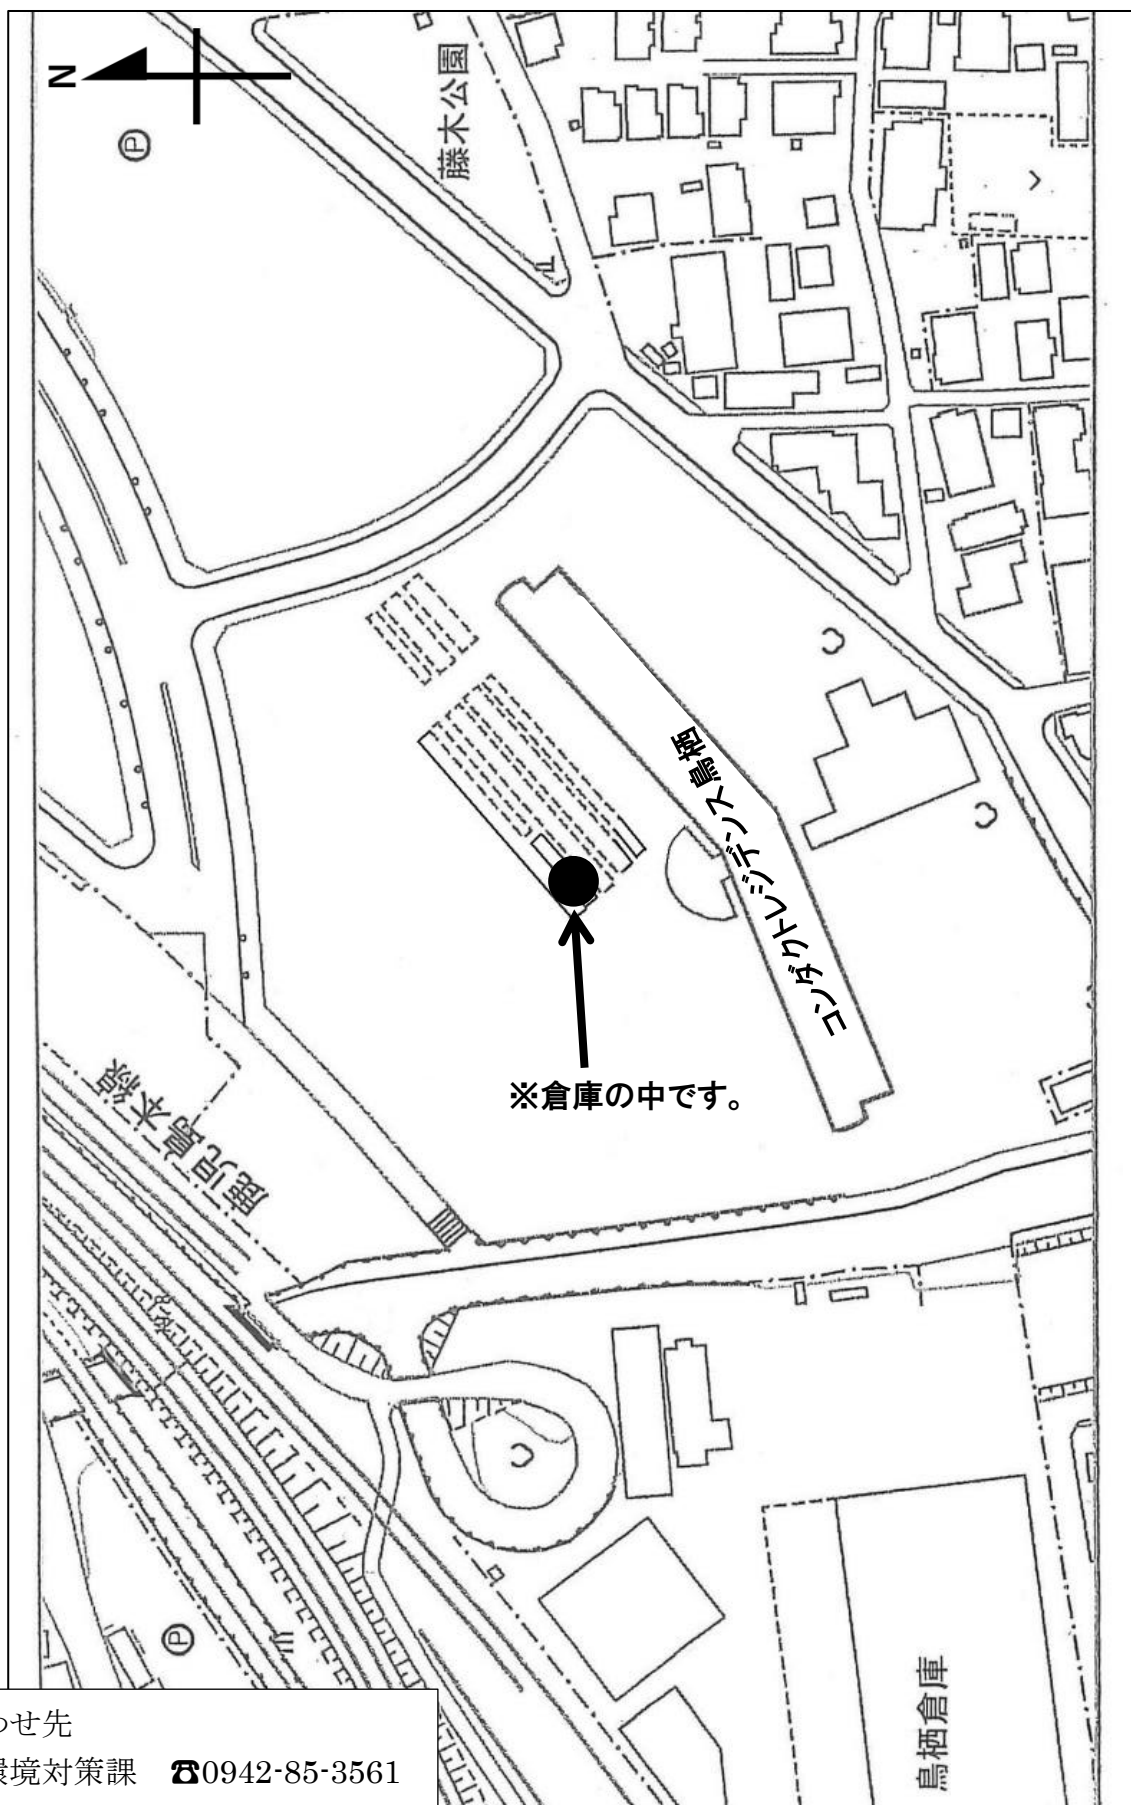 N
Ⓟ
藤木公園
コンダクトレジデンス鳥栖
※倉庫の中です。
鹿児島本線
Ⓟ
鳥栖倉庫
わせ先
環境対策課 ☎0942-85-3561